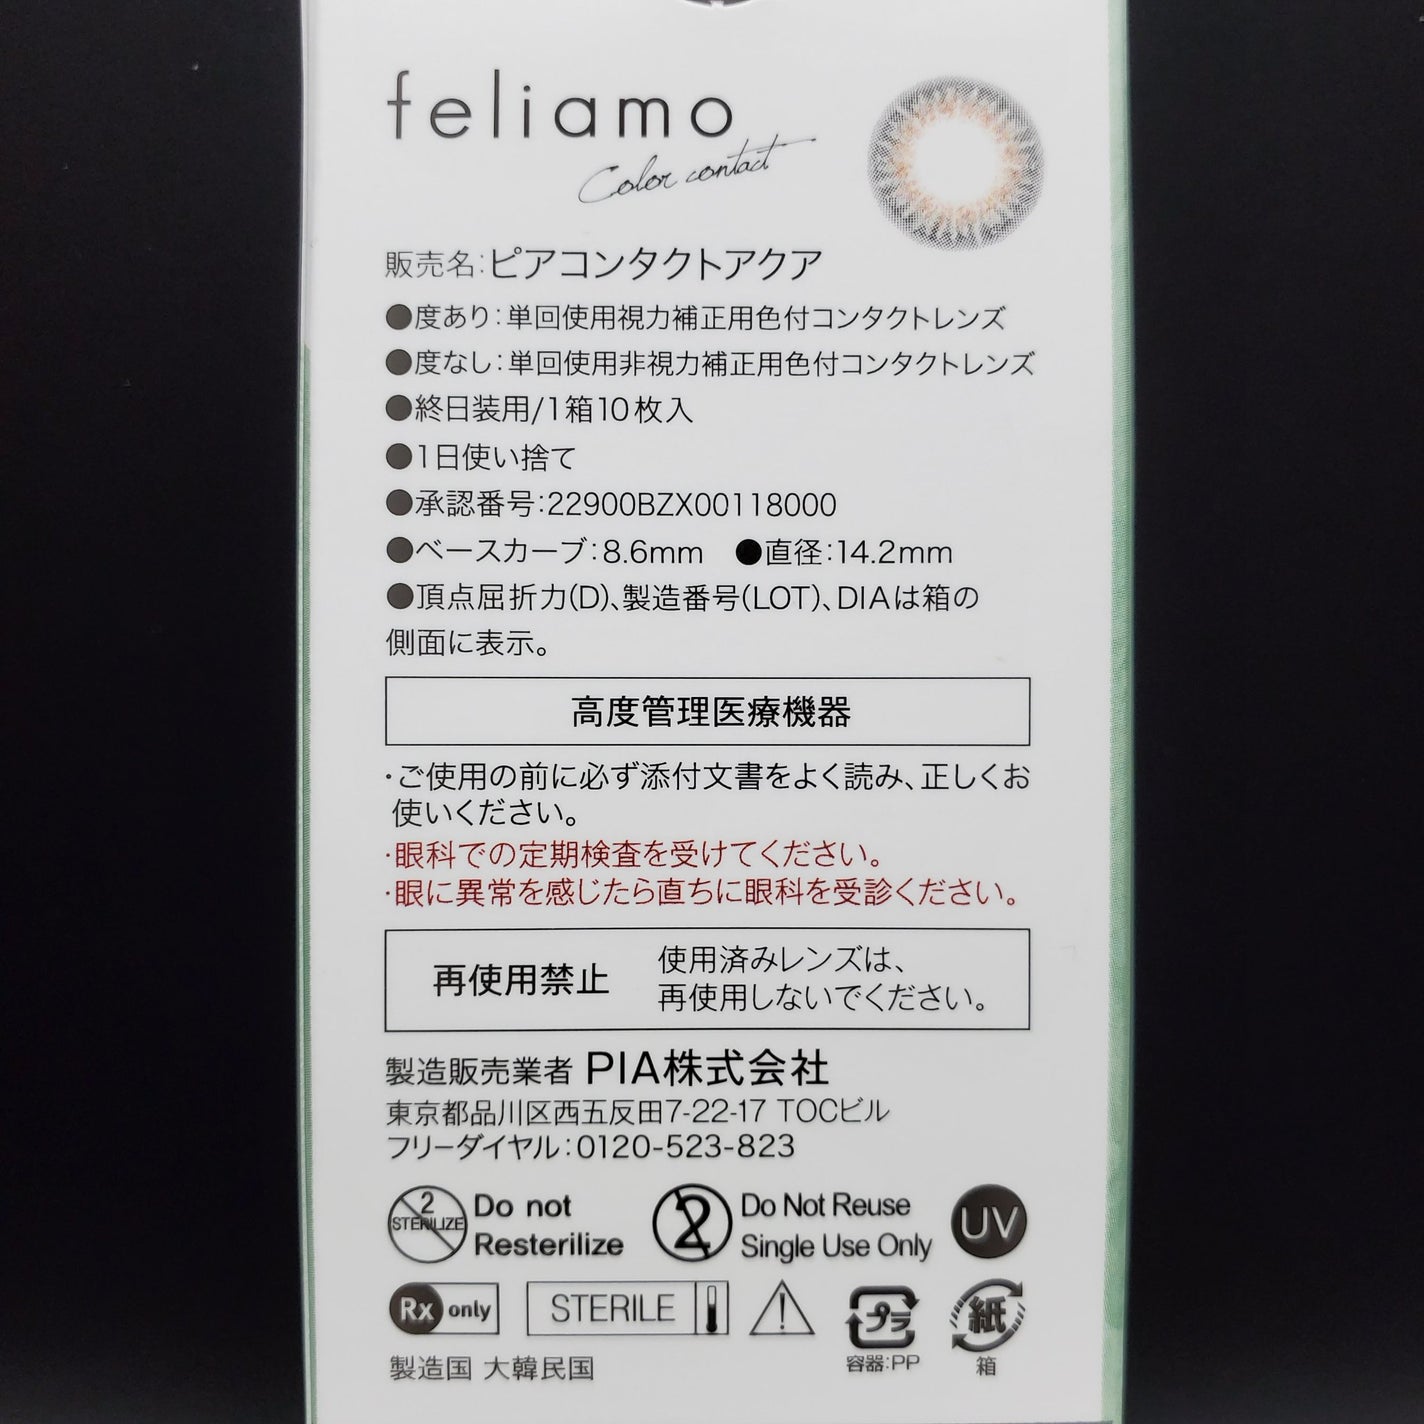 feliamo
Color contact
販売名:ピアコンタクトアクア
●度あり:単回使用視力補正用色付コンタクトレンズ
●度なし:単回使用非視力補正用色付コンタクトレンズ
●終日装用/1箱10枚入
●1日使い捨て
●承認番号:22900BZX00118000
●ベースカーブ:8.6mm ●直径:14.2mm
●頂点屈折力(D)、製造番号(LOT)、DIAは箱の
側面に表示。
高度管理医療機器
・ご使用の前に必ず添付文書をよく読み、正しくお
使いください。
・眼科での定期検査を受けてください。
・眼に異常を感じたら直ちに眼科を受診ください。
再使用禁止 使用済みレンズは、
再使用しないでください。
製造販売業者 PIA株式会社
東京都品川区西五反田7-22-17 TOCビル
フリーダイヤル:0120-523-823
2 STERILIZE Do not
Resterilize
2 Do Not Reuse
Single Use Only
UV
Rx only STERILE
プラ 紙
容器:PP 箱
製造国 大韓民国